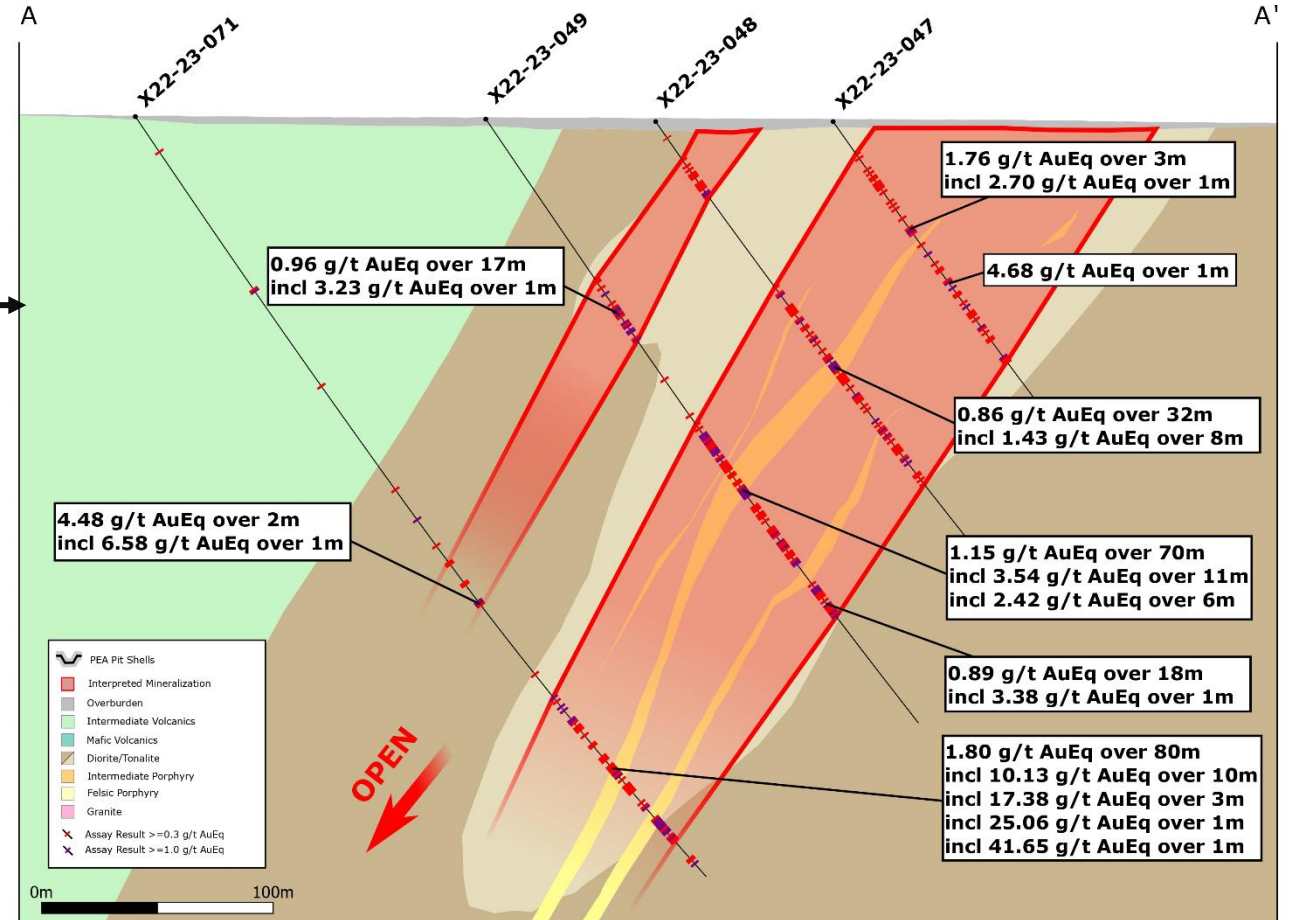 A
A'
X22-23-071
X22-23-049
X22-23-048
X22-23-047
1.76 g/t AuEq over 3m
incl 2.70 g/t AuEq over 1m
4.68 g/t AuEq over 1m
0.96 g/t AuEq over 17m
incl 3.23 g/t AuEq over 1m
0.86 g/t AuEq over 32m
incl 1.43 g/t AuEq over 8m
4.48 g/t AuEq over 2m
incl 6.58 g/t AuEq over 1m
1.15 g/t AuEq over 70m
incl 3.54 g/t AuEq over 11m
incl 2.42 g/t AuEq over 6m
0.89 g/t AuEq over 18m
incl 3.38 g/t AuEq over 1m
1.80 g/t AuEq over 80m
incl 10.13 g/t AuEq over 10m
incl 17.38 g/t AuEq over 3m
incl 25.06 g/t AuEq over 1m
incl 41.65 g/t AuEq over 1m
OPEN
PEA Pit Shells
Interpreted Mineralization
Overburden
Intermediate Volcanics
Mafic Volcanics
Diorite/Tonalite
Intermediate Porphyry
Felsic Porphyry
Granite
Assay Result >=0.3 g/t AuEq
Assay Result >=1.0 g/t AuEq
0m
100m